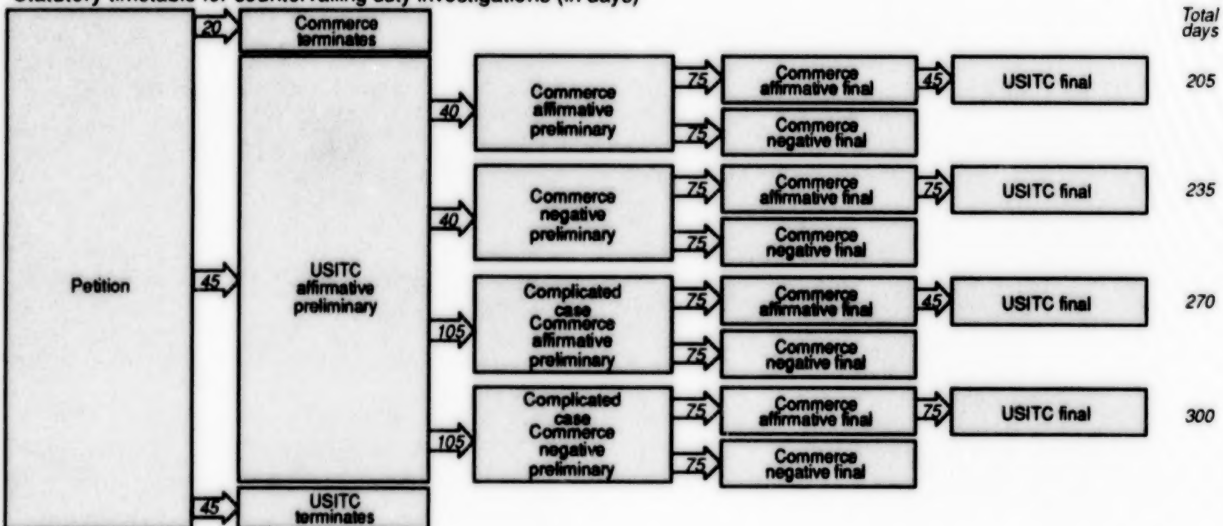 Statutory timetable for countervailing duty investigations (in days)
Total
days
Petition
20
Commerce
terminates
45
USITC
affirmative
preliminary
45
USITC
terminates
40
Commerce
affirmative
preliminary
75
Commerce
affirmative final
45
USITC final
205
75
Commerce
negative final
40
Commerce
negative
preliminary
75
Commerce
affirmative final
75
USITC final
235
75
Commerce
negative final
105
Complicated
case
Commerce
affirmative
preliminary
75
Commerce
affirmative final
45
USITC final
270
75
Commerce
negative final
105
Complicated
case
Commerce
negative
preliminary
75
Commerce
affirmative final
75
USITC final
300
75
Commerce
negative final